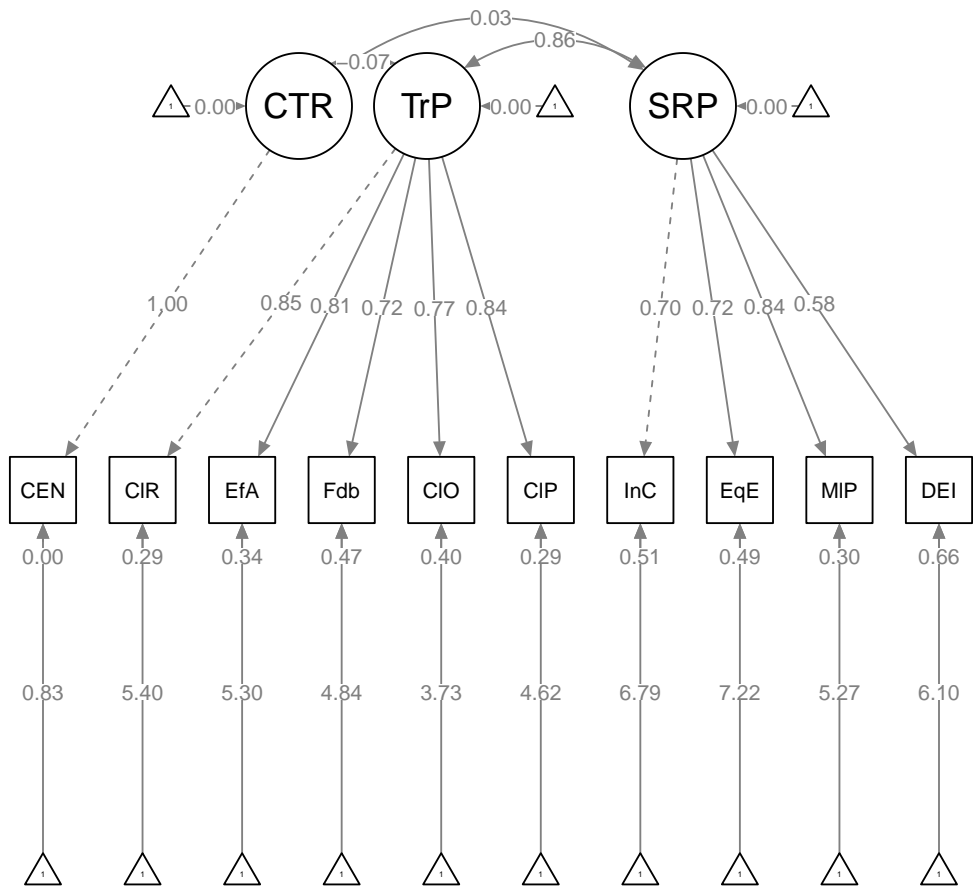 0.03
0.86
−0.07
1 0.00 CTR TrP 0.00 1 SRP 0.00 1
1.00 0.85 0.81 0.72 0.77 0.84 0.70 0.72 0.84 0.58
CEN ClR EfA Fdb ClO ClP InC EqE MlP DEI
0.00 0.29 0.34 0.47 0.40 0.29 0.51 0.49 0.30 0.66
0.83 5.40 5.30 4.84 3.73 4.62 6.79 7.22 5.27 6.10
1 1 1 1 1 1 1 1 1 1